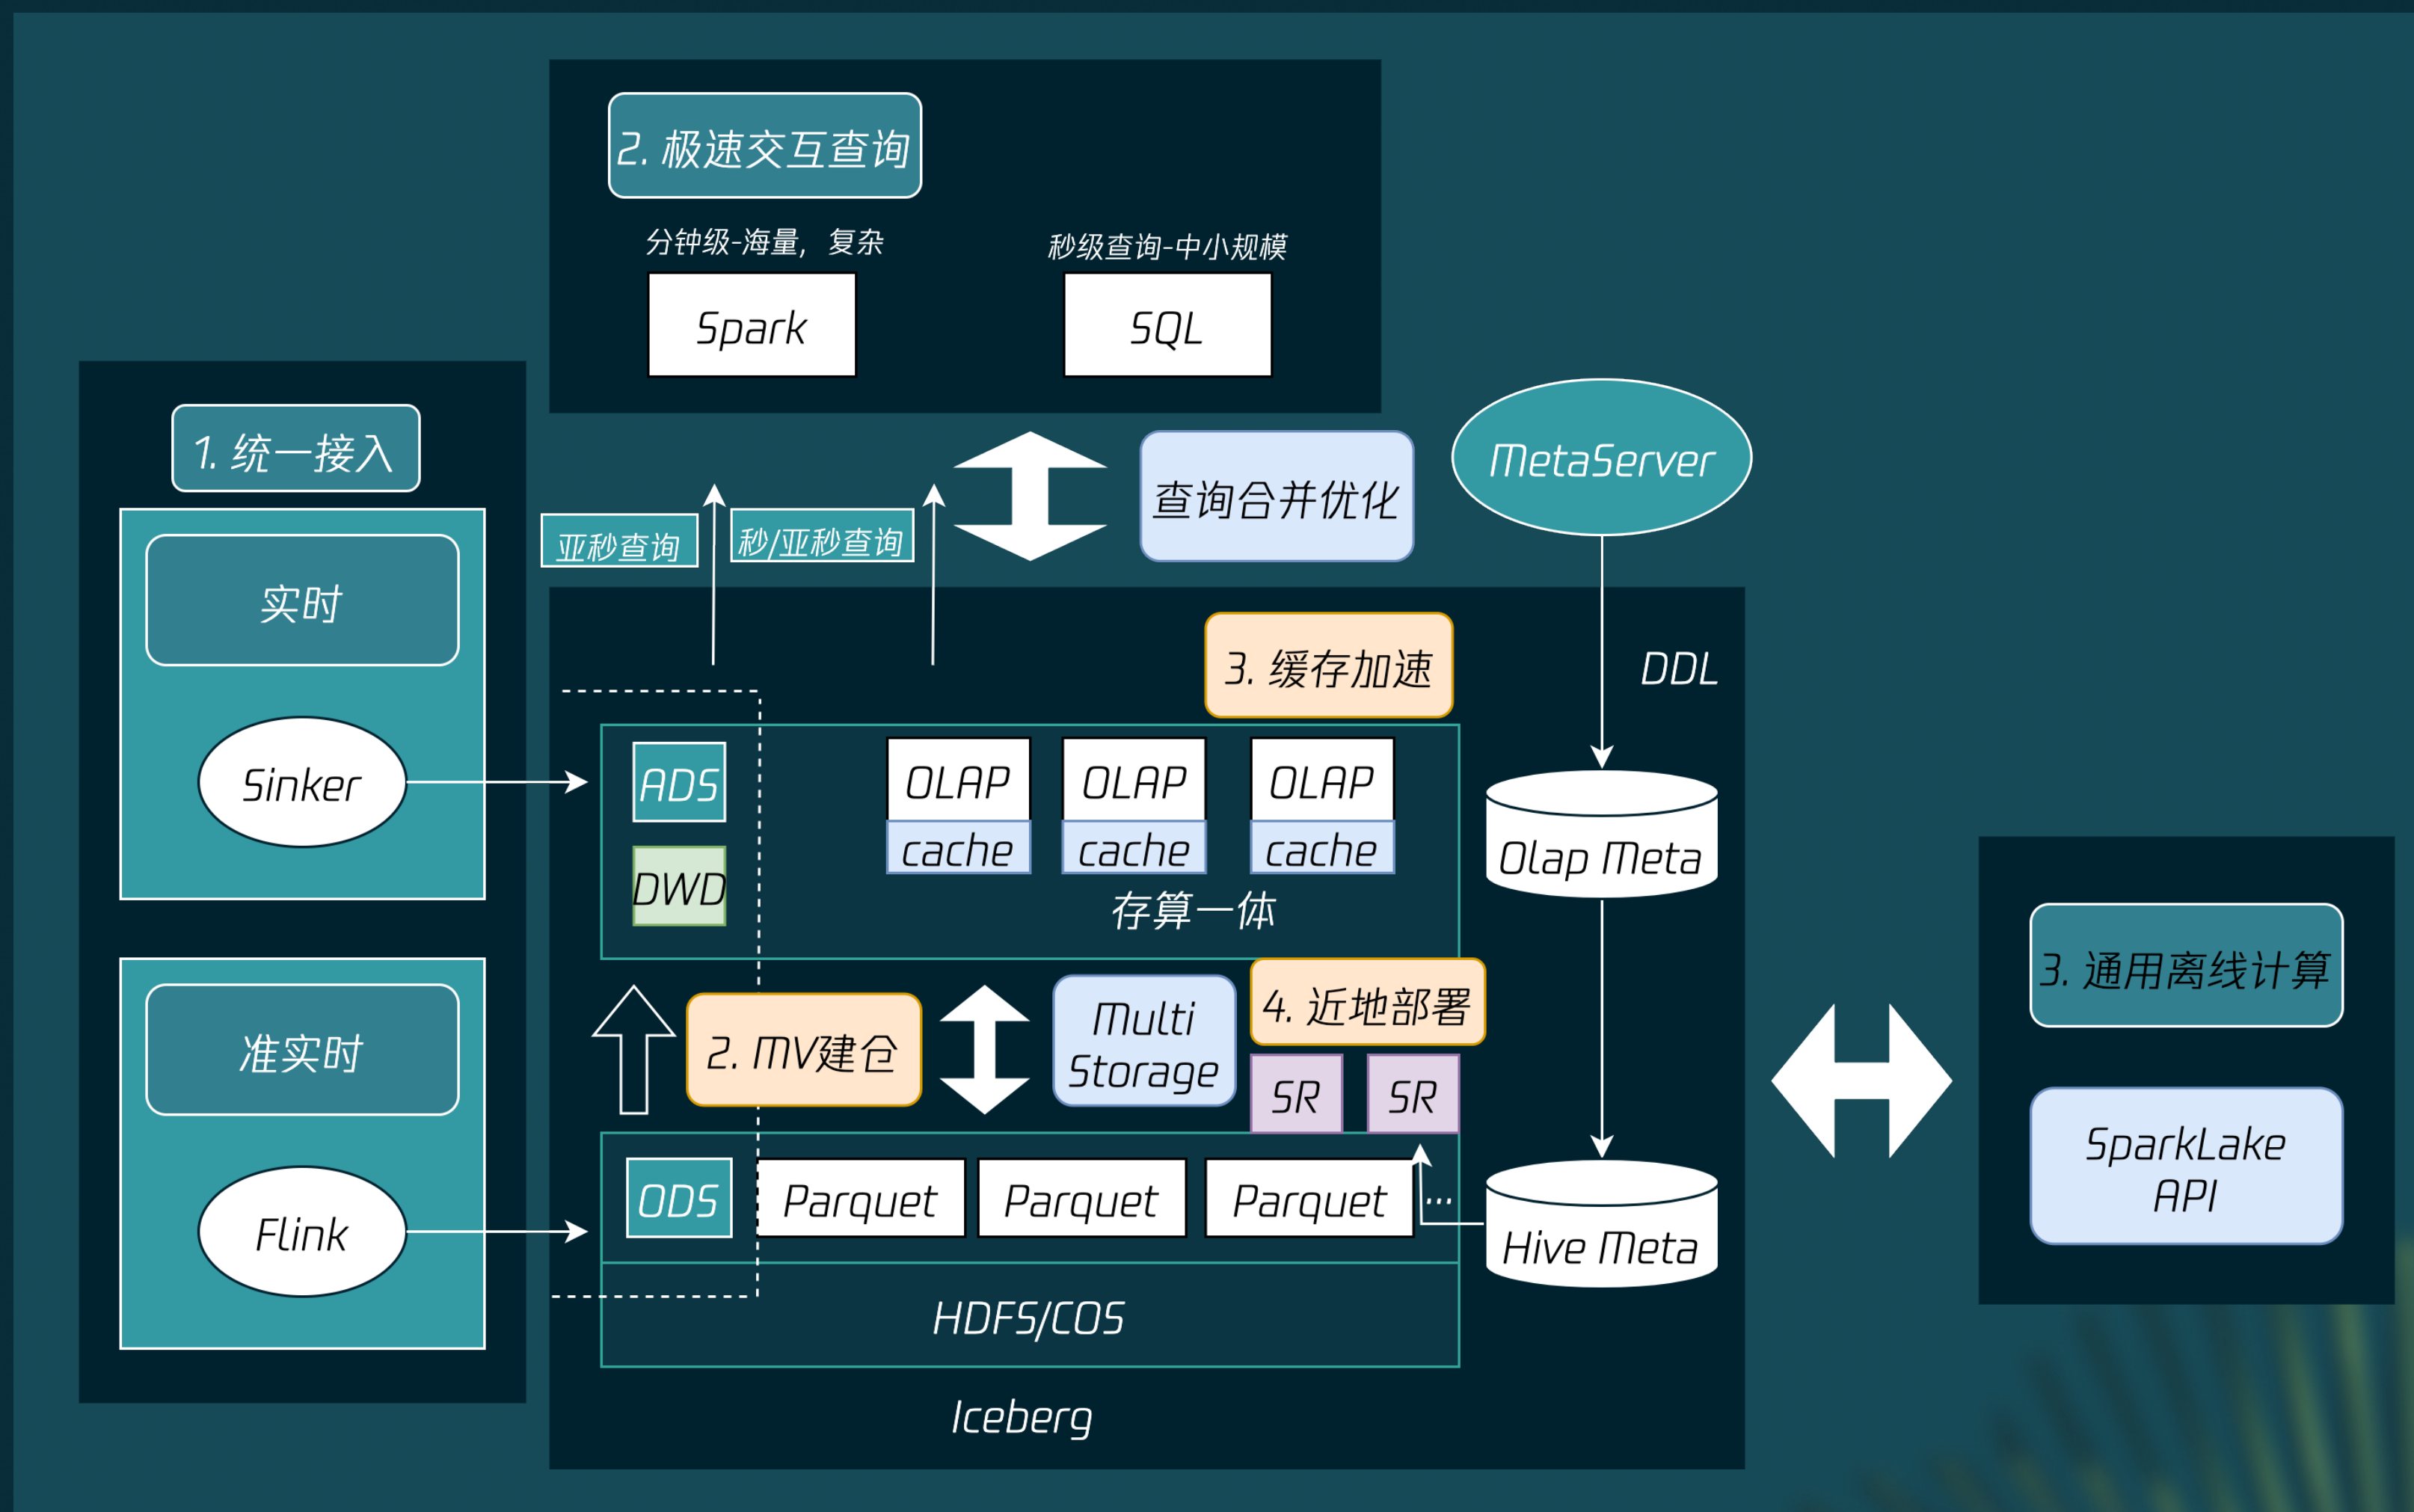 2. 极速交互查询
分钟级-海量，复杂
秒级查询-中小规模
Spark
SQL
1. 统一接入
实时
Sinker
准实时
Flink
亚秒查询
秒/亚秒查询
查询合并优化
MetaServer
DDL
3. 缓存加速
ADS
DWD
OLAP
cache
OLAP
cache
OLAP
cache
存算一体
Olap Meta
2. MV建仓
Multi
Storage
4. 近地部署
SR
SR
ODS
Parquet
Parquet
Parquet
...
Hive Meta
HDFS/COS
Iceberg
3. 通用离线计算
SparkLake
API